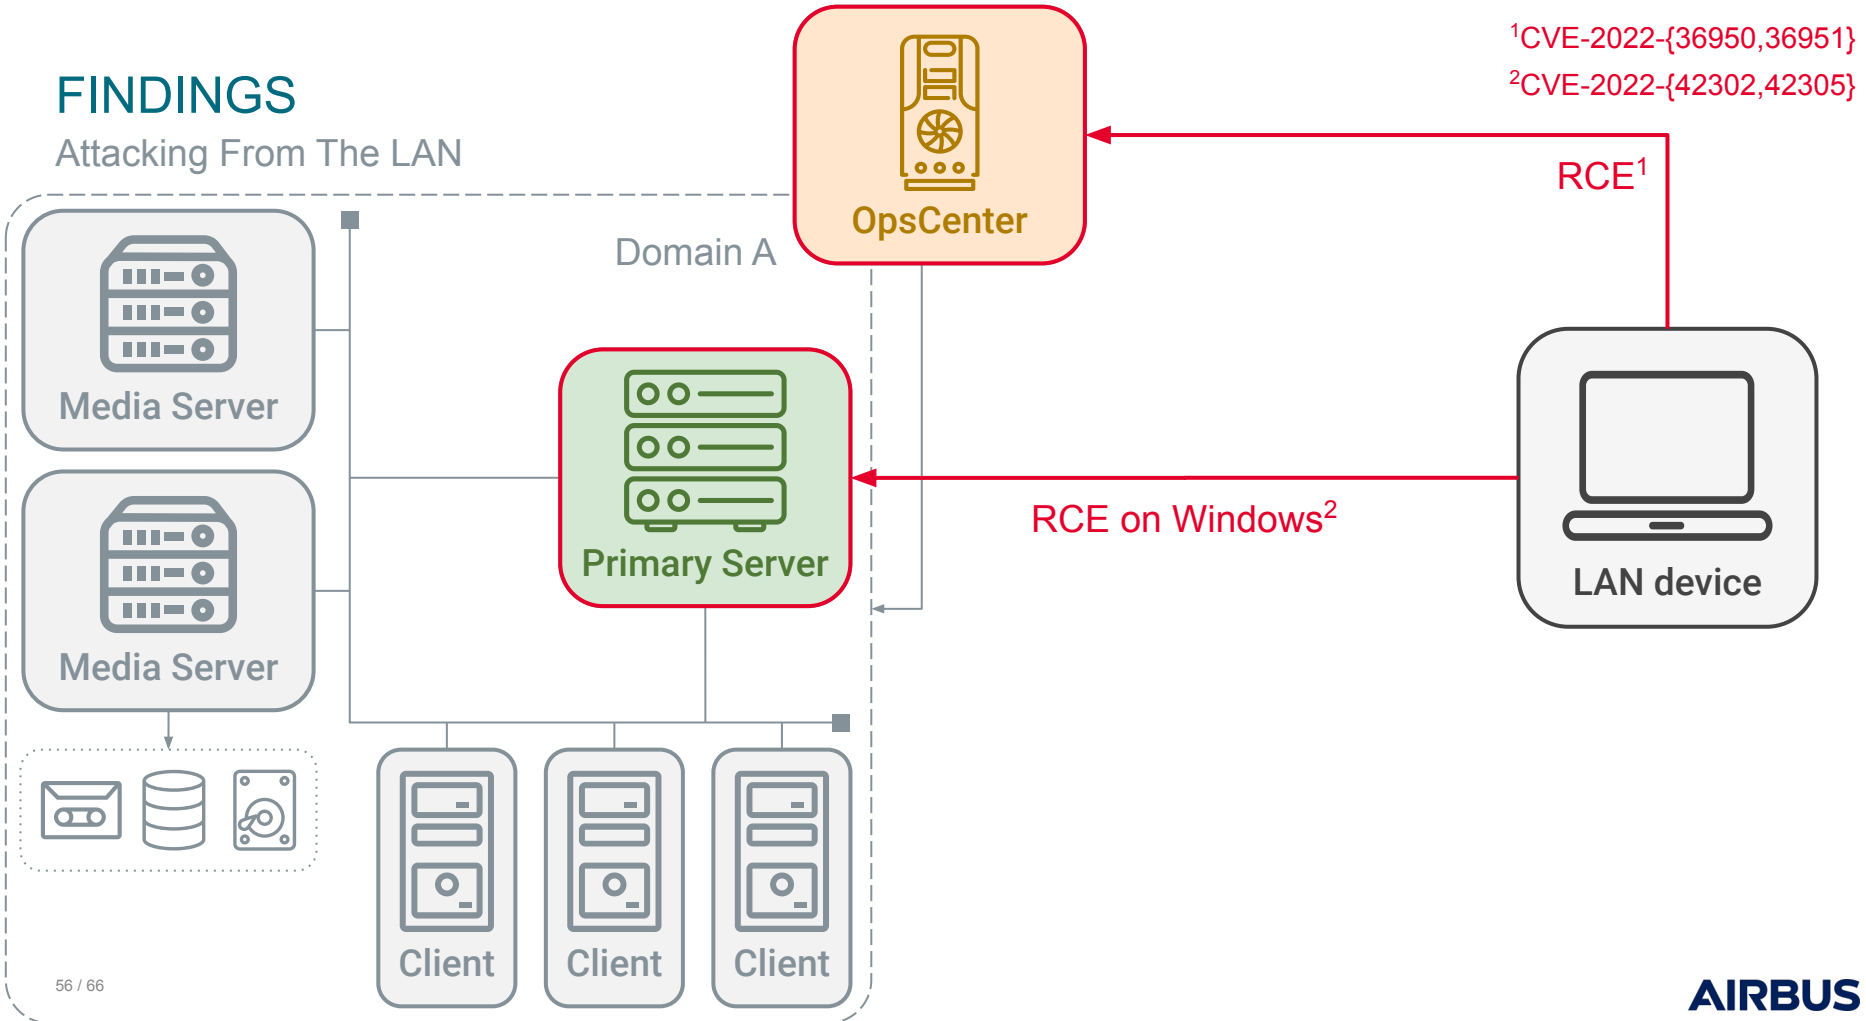 FINDINGS
Attacking From The LAN
¹CVE-2022-{36950,36951}
²CVE-2022-{42302,42305}
OpsCenter
RCE¹
Domain A
Media Server
Primary Server
RCE on Windows²
LAN device
Media Server
Client
Client
Client
56 / 66
AIRBUS